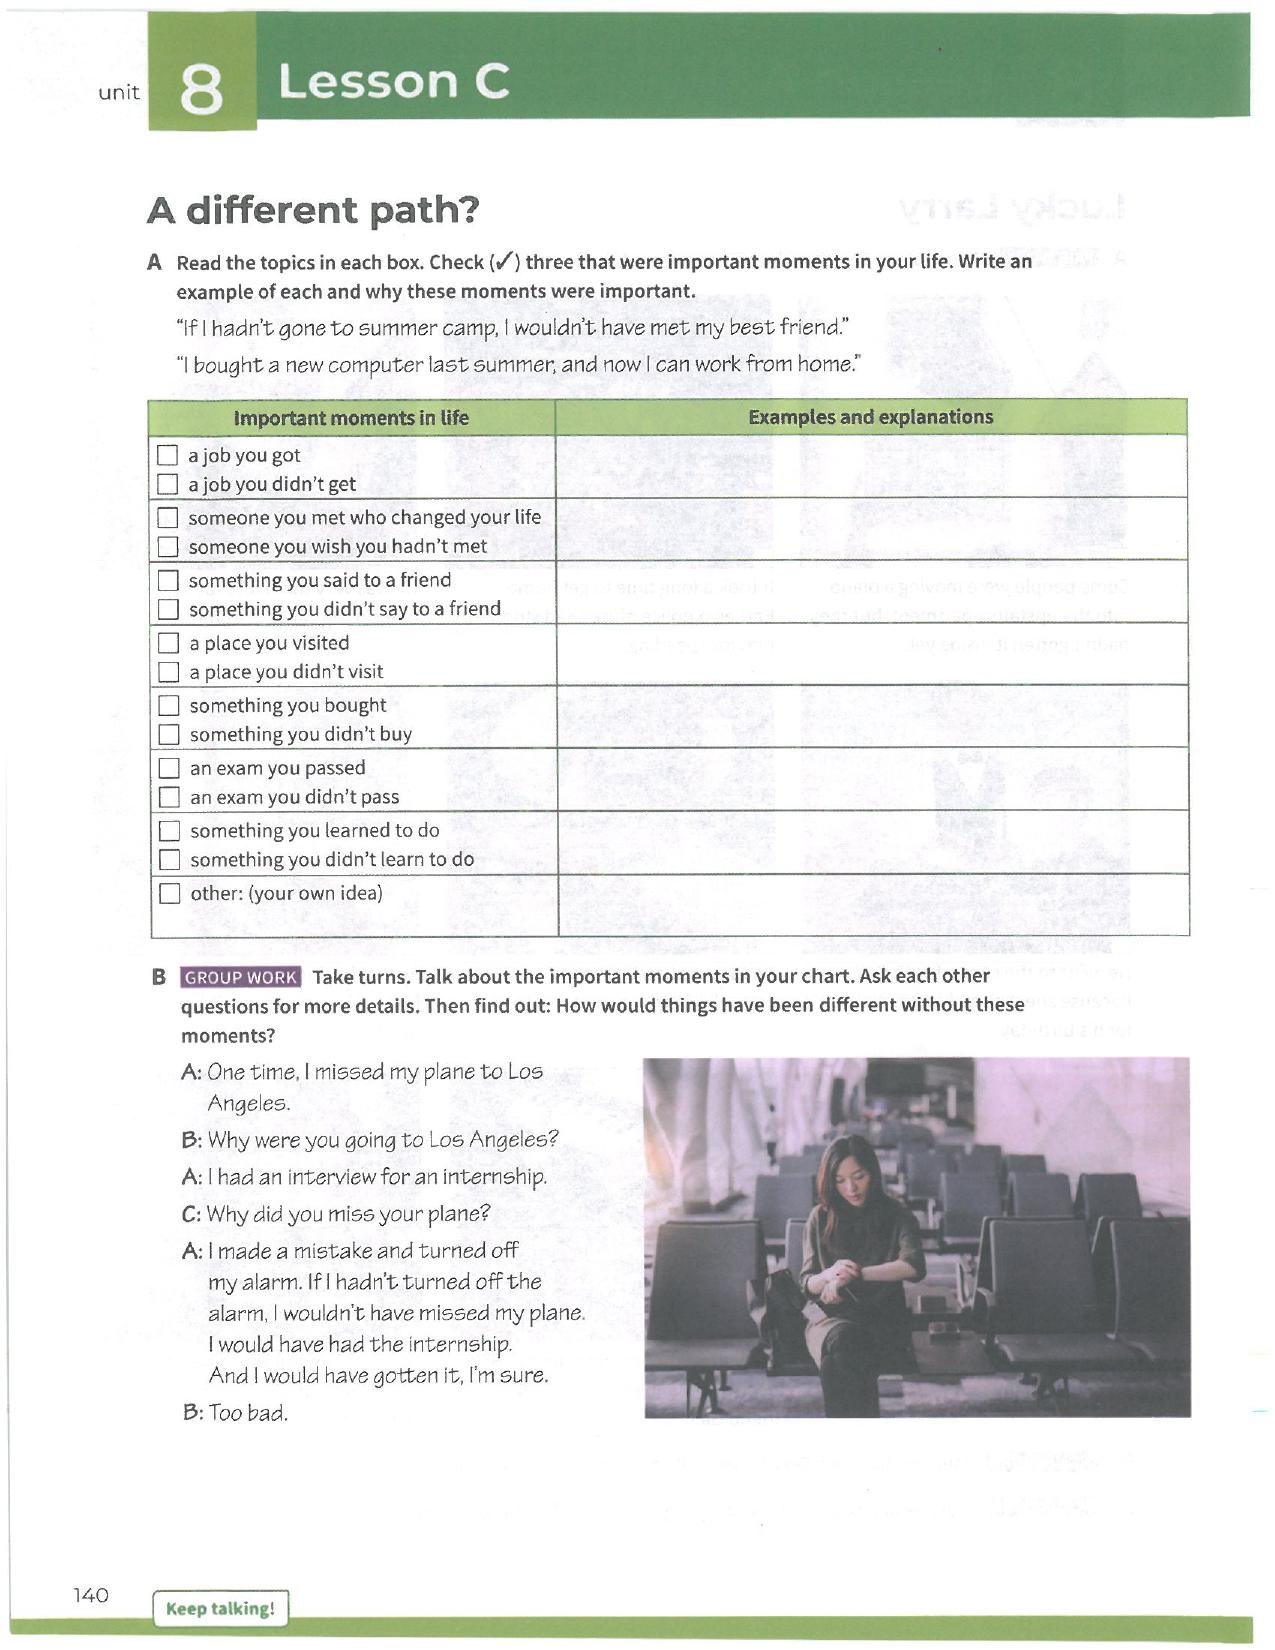 unit 8 Lesson C
A different path?
A Read the topics in each box. Check (✓) three that were important moments in your life. Write an
example of each and why these moments were important.
“If I hadn’t gone to summer camp, I wouldn’t have met my best friend.”
“I bought a new computer last summer, and now I can work from home.”
Important moments in life Examples and explanations
a job you got
a job you didn’t get
someone you met who changed your life
someone you wish you hadn’t met
something you said to a friend
something you didn’t say to a friend
a place you visited
a place you didn’t visit
something you bought
something you didn’t buy
an exam you passed
an exam you didn’t pass
something you learned to do
something you didn’t learn to do
other: (your own idea)
B GROUP WORK Take turns. Talk about the important moments in your chart. Ask each other
questions for more details. Then find out: How would things have been different without these
moments?
A: One time, I missed my plane to Los
Angeles.
B: Why were you going to Los Angeles?
A: I had an interview for an internship.
C: Why did you miss your plane?
A: I made a mistake and turned off
my alarm. If I hadn’t turned off the
alarm, I wouldn’t have missed my plane.
I would have had the internship.
And I would have gotten it, I’m sure.
B: Too bad.
140 Keep talking!